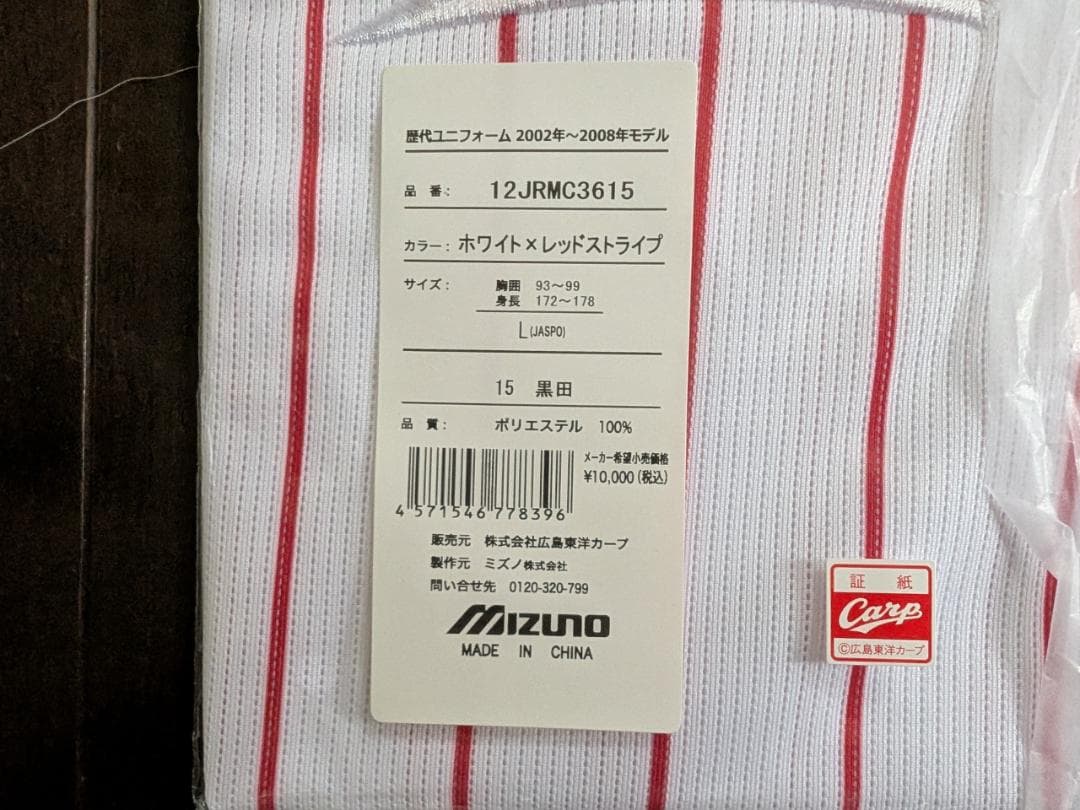 歴代ユニフォーム 2002年～2008年モデル
品 番： 12JRMC3615
カラー： ホワイト×レッドストライプ
サイズ： 胸囲 93～99
身長 172～178
L(JASPO)
15 黒田
品 質： ポリエステル 100%
メーカー希望小売価格
¥10,000(税込)
4 571546 778396
販売元 株式会社広島東洋カープ
製作元 ミズノ株式会社
問い合せ先 0120-320-799
MIZUNO
MADE IN CHINA
証 紙
Carp
©広島東洋カープ